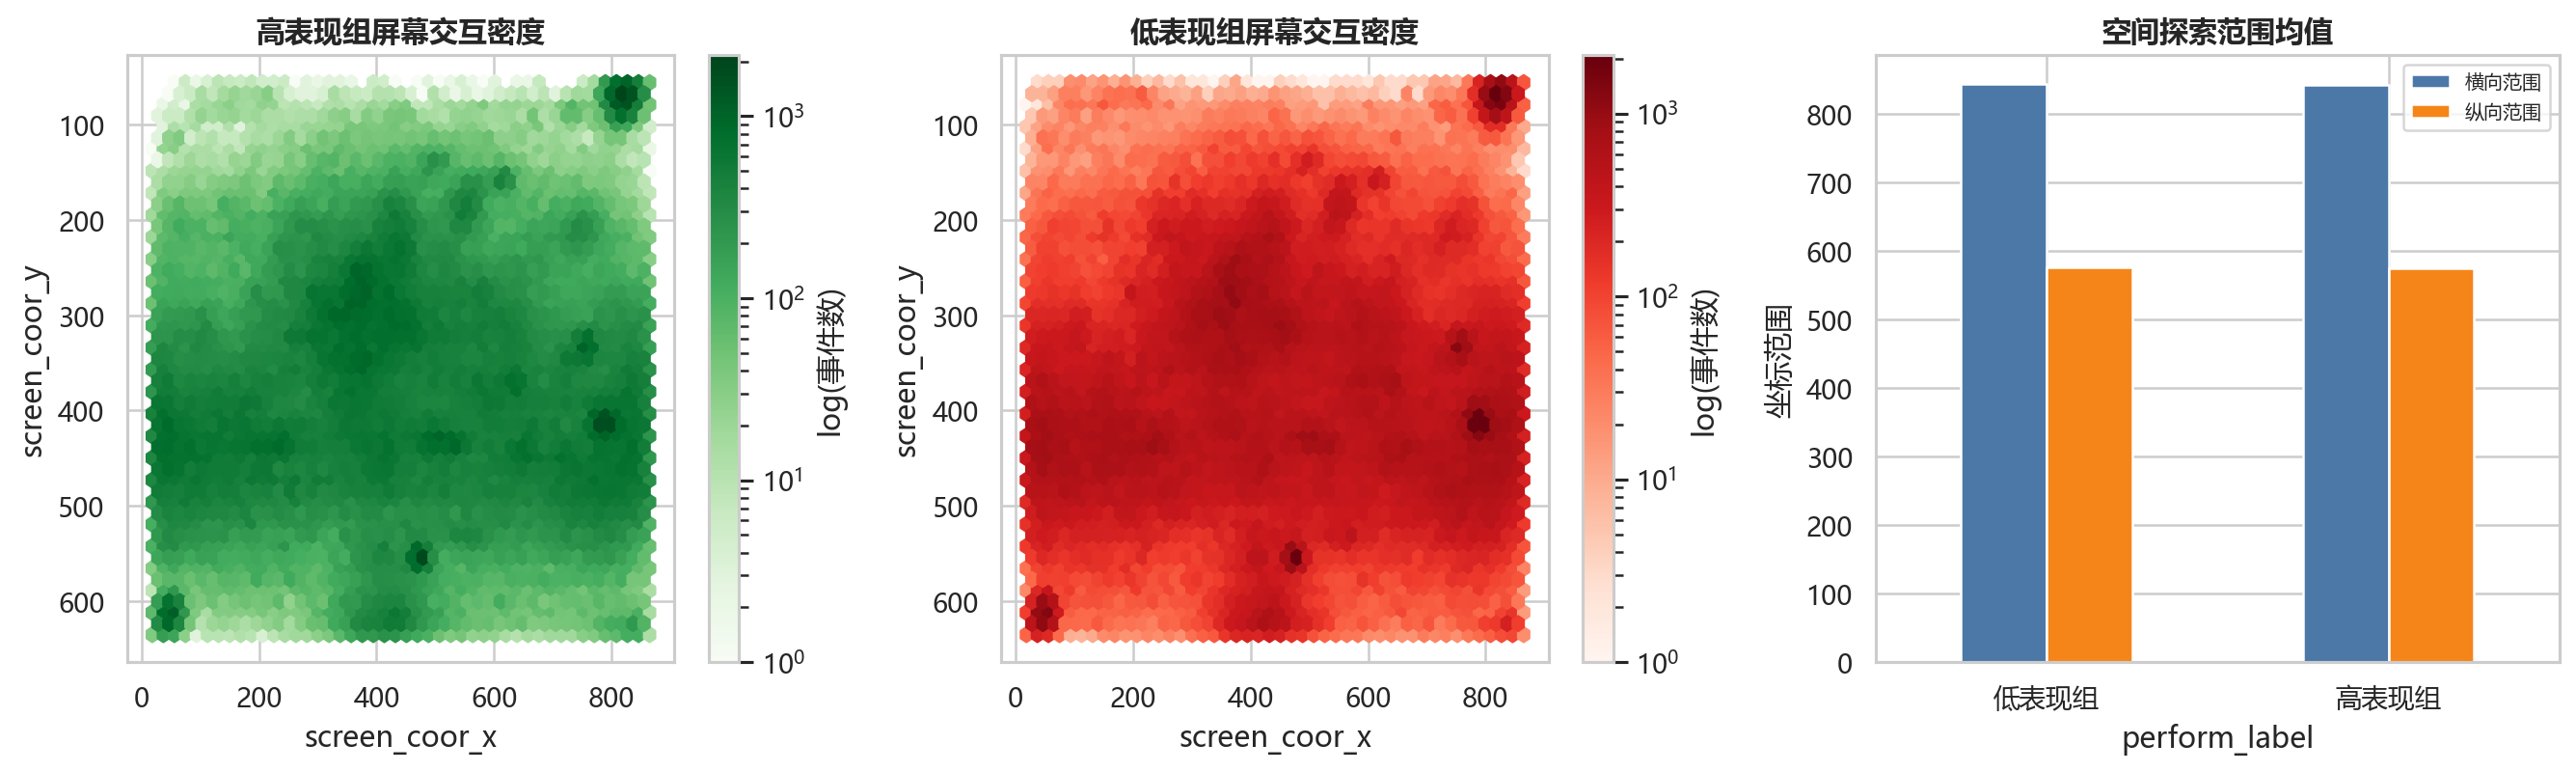 高表现组屏幕交互密度
screen_coor_y
100
200
300
400
500
600
0
200
400
600
800
screen_coor_x
10³
10²
10¹
10⁰
log(事件数)
低表现组屏幕交互密度
screen_coor_y
100
200
300
400
500
600
0
200
400
600
800
screen_coor_x
10³
10²
10¹
10⁰
log(事件数)
空间探索范围均值
横向范围
纵向范围
坐标范围
800
700
600
500
400
300
200
100
0
低表现组
高表现组
perform_label